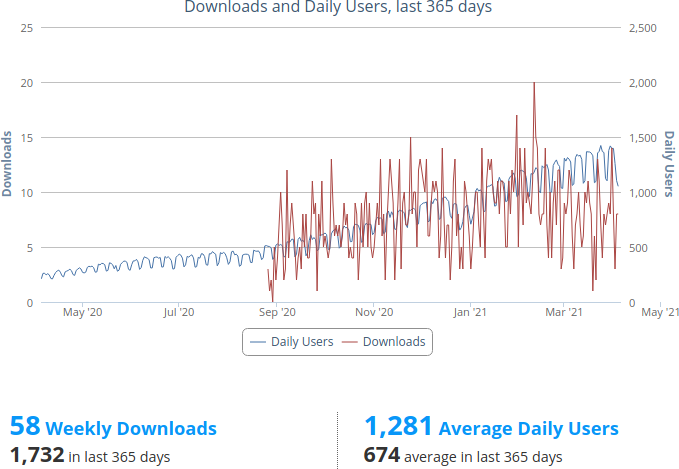 Downloads and Daily Users, last 365 days
25
2,500
20
2,000
15
1,500
10
1,000
5
500
0
0
Downloads
Daily Users
May '20
Jul '20
Sep '20
Nov '20
Jan '21
Mar '21
May '21
Daily Users
Downloads
58 Weekly Downloads
1,732 in last 365 days
1,281 Average Daily Users
674 average in last 365 days